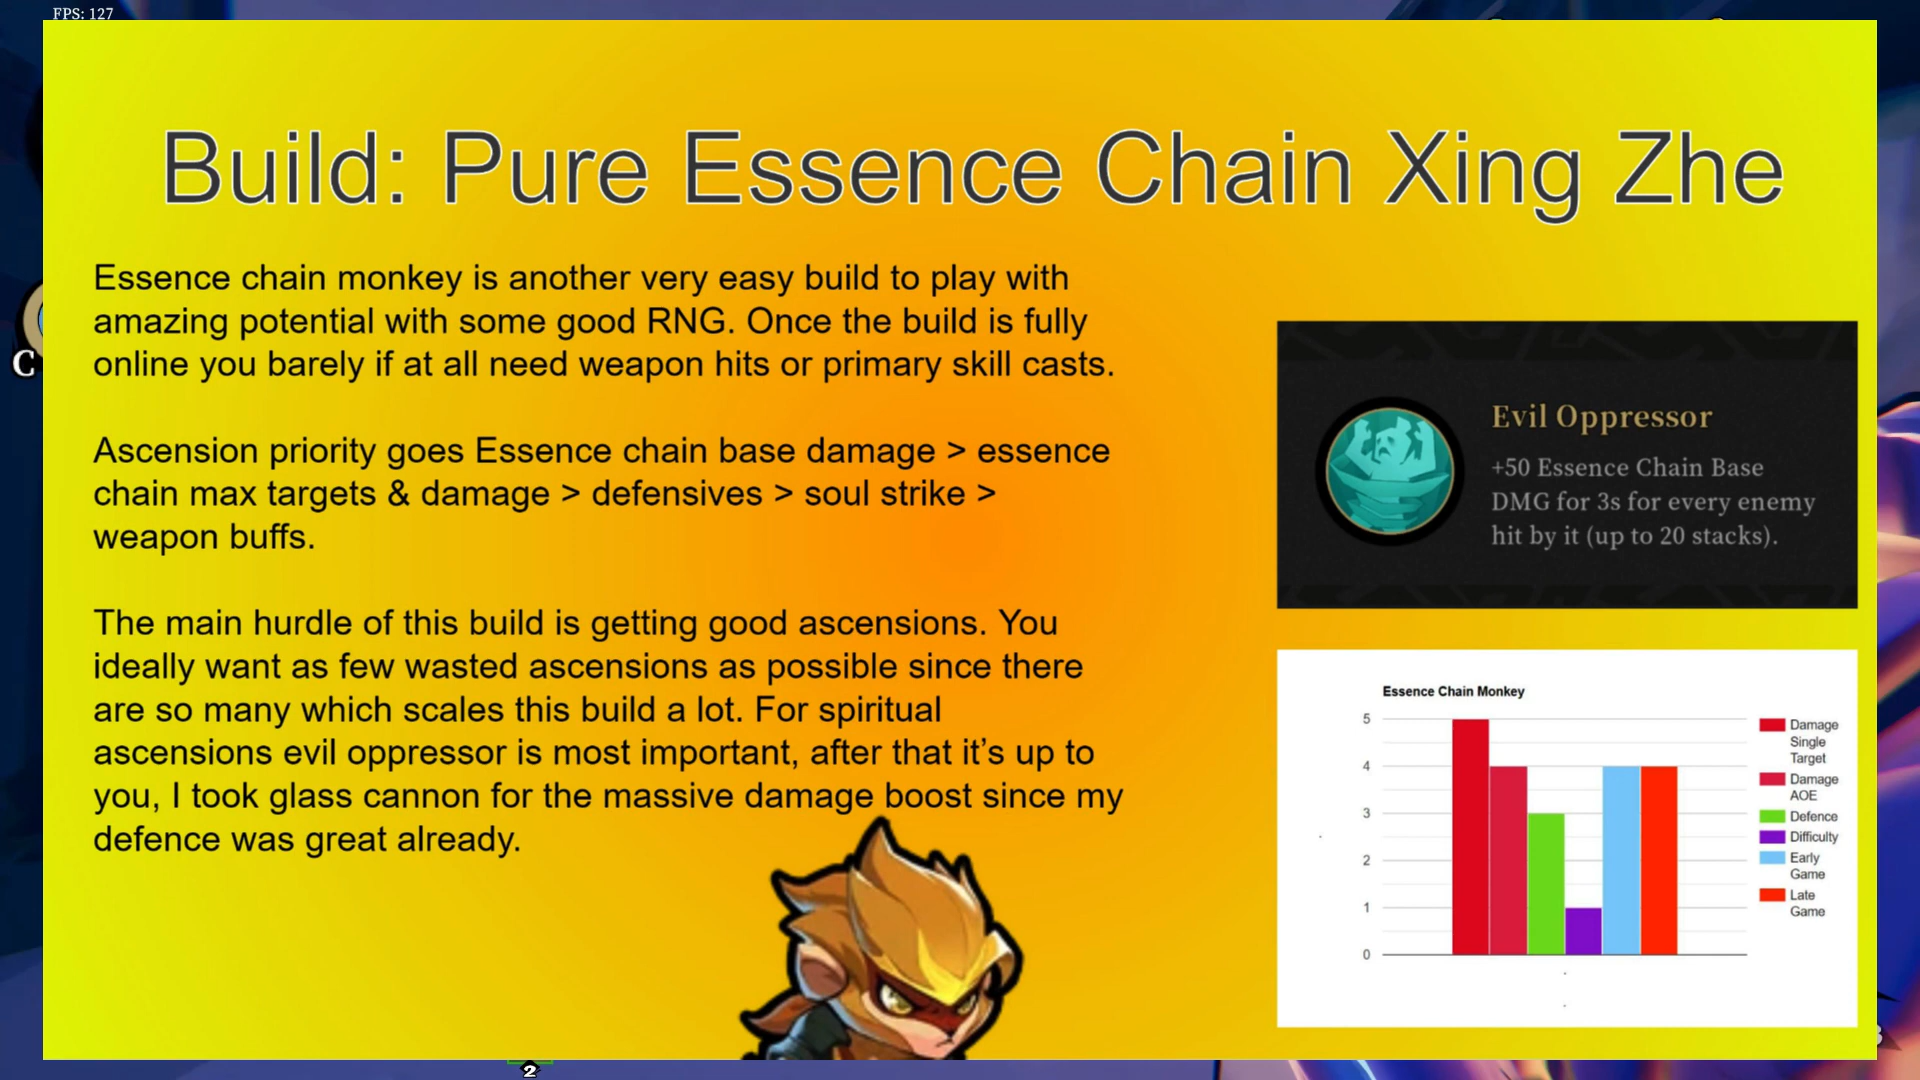 FPS: 127
Build: Pure Essence Chain Xing Zhe
Essence chain monkey is another very easy build to play with
amazing potential with some good RNG. Once the build is fully
online you barely if at all need weapon hits or primary skill casts.
Ascension priority goes Essence chain base damage > essence
chain max targets & damage > defensives > soul strike >
weapon buffs.
The main hurdle of this build is getting good ascensions. You
ideally want as few wasted ascensions as possible since there
are so many which scales this build a lot. For spiritual
ascensions evil oppressor is most important, after that it’s up to
you, I took glass cannon for the massive damage boost since my
defence was great already.
Evil Oppressor
+50 Essence Chain Base
DMG for 3s for every enemy
hit by it (up to 20 stacks).
Essence Chain Monkey
5
4
3
2
1
0
Damage
Single
Target
Damage
AOE
Defence
Difficulty
Early
Game
Late
Game
C
2